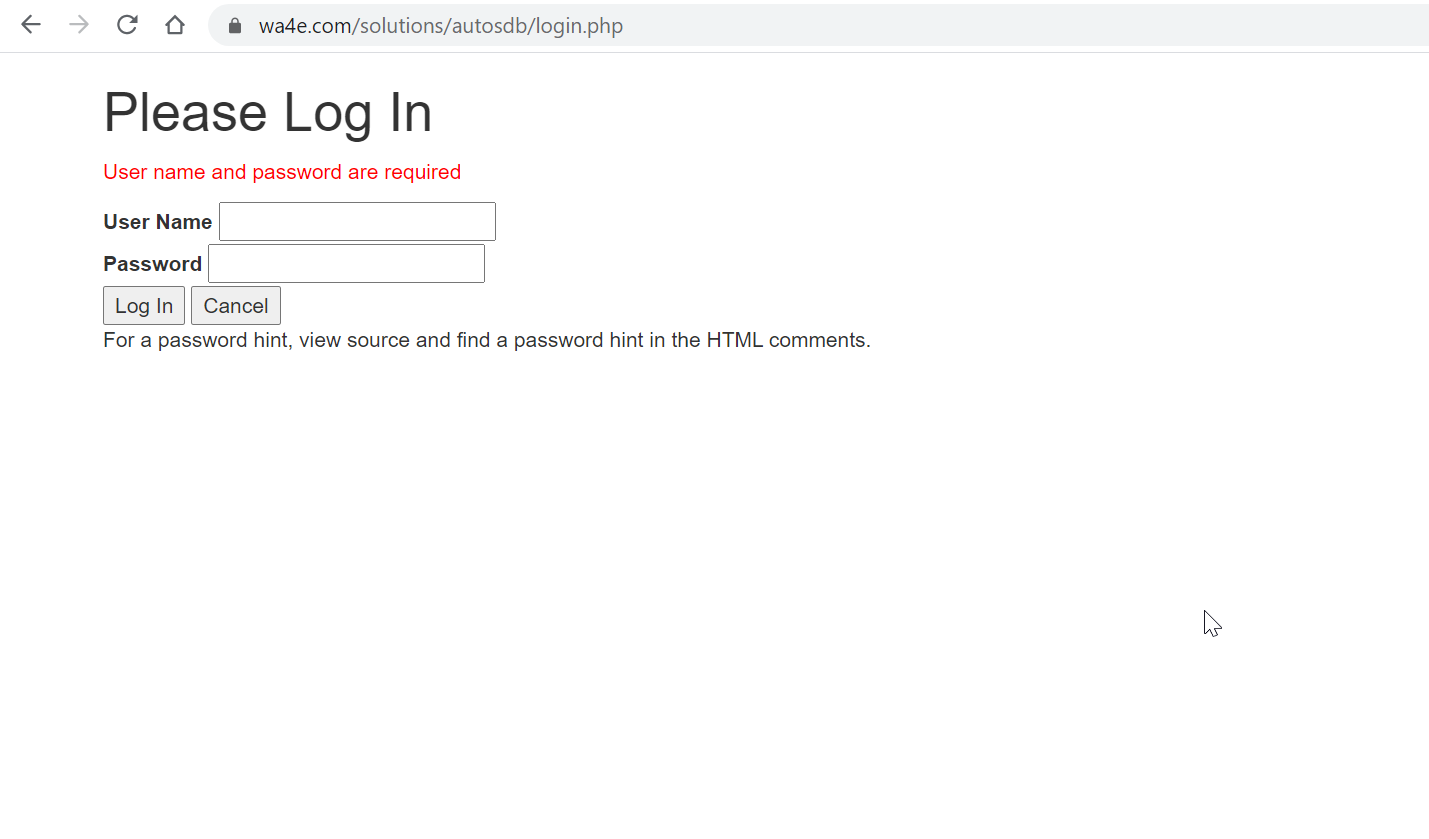 wa4e.com/solutions/autosdb/login.php
Please Log In
User name and password are required
User Name
Password
Log In Cancel
For a password hint, view source and find a password hint in the HTML comments.